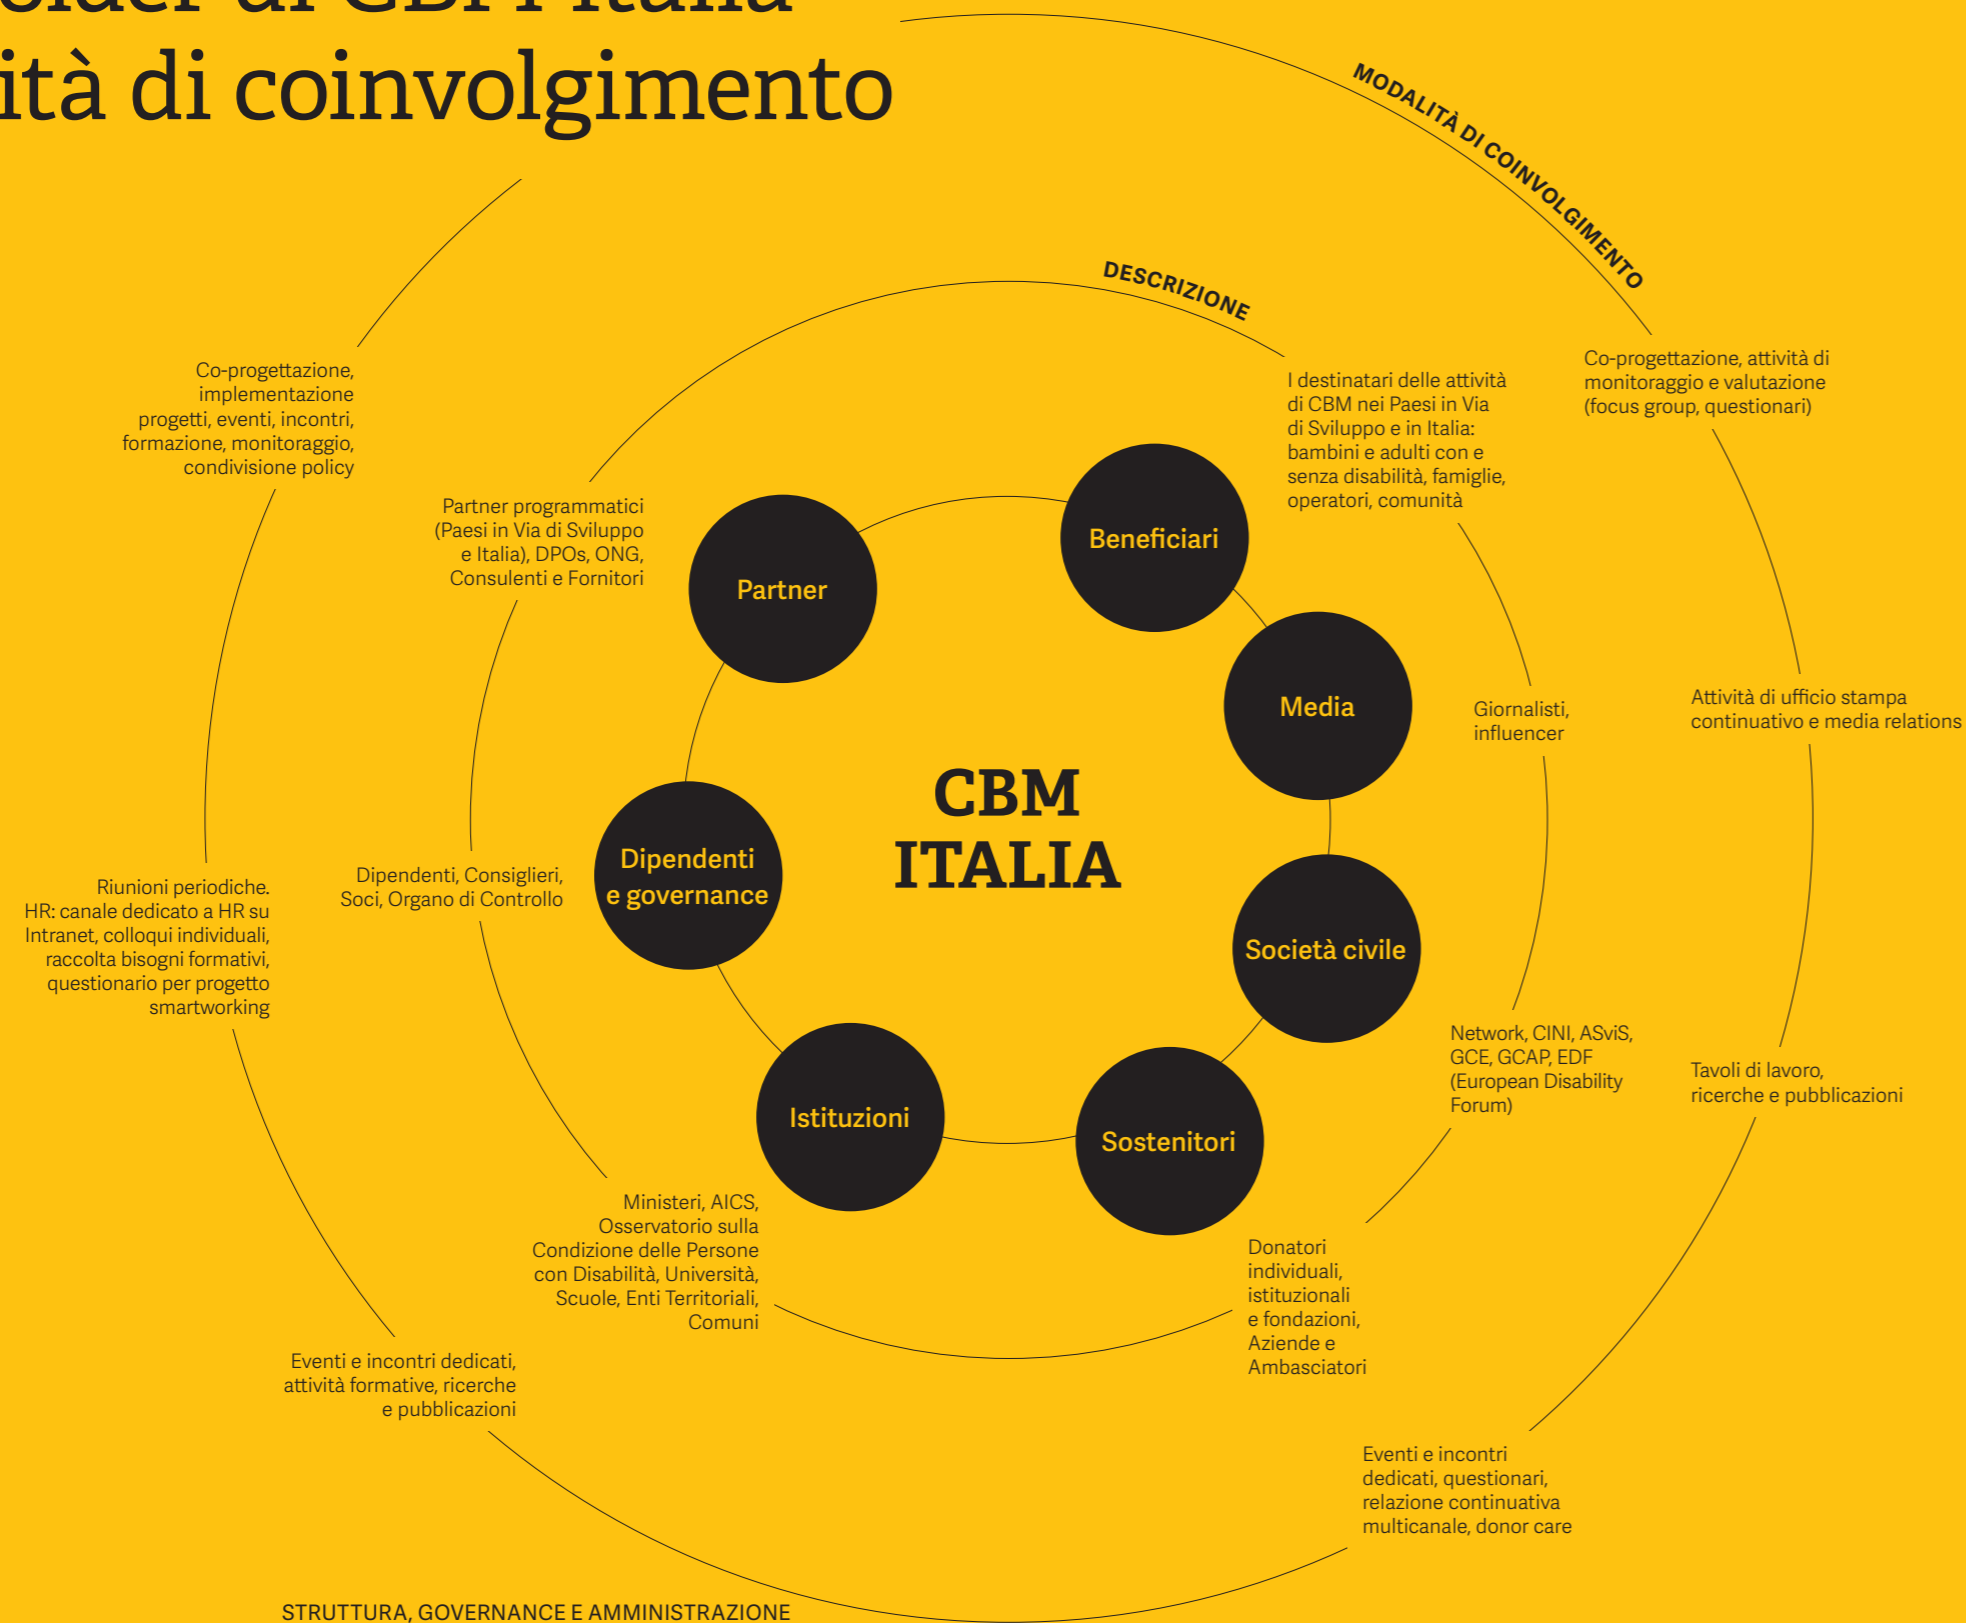 ità di coinvolgimento
MODALITÀ DI COINVOLGIMENTO
DESCRIZIONE
Co-progettazione,
implementazione
progetti, eventi, incontri,
formazione, monitoraggio,
condivisione policy
Partner programmatici
(Paesi in Via di Sviluppo
e Italia), DPOs, ONG,
Consulenti e Fornitori
Partner
Beneficiari
I destinatari delle attività
di CBM nei Paesi in Via
di Sviluppo e in Italia:
bambini e adulti con e
senza disabilità, famiglie,
operatori, comunità
Co-progettazione, attività di
monitoraggio e valutazione
(focus group, questionari)
Media
Giornalisti,
influencer
Attività di ufficio stampa
continuativo e media relations
CBM
ITALIA
Riunioni periodiche.
HR: canale dedicato a HR su
Intranet, colloqui individuali,
raccolta bisogni formativi,
questionario per progetto
smartworking
Dipendenti, Consiglieri,
Soci, Organo di Controllo
Dipendenti
e governance
Società civile
Network, CINI, ASviS,
GCE, GCAP, EDF
(European Disability
Forum)
Tavoli di lavoro,
ricerche e pubblicazioni
Istituzioni
Sostenitori
Ministeri, AICS,
Osservatorio sulla
Condizione delle Persone
con Disabilità, Università,
Scuole, Enti Territoriali,
Comuni
Donatori
individuali,
istituzionali
e fondazioni,
Aziende e
Ambasciatori
Eventi e incontri dedicati,
attività formative, ricerche
e pubblicazioni
Eventi e incontri
dedicati, questionari,
relazione continuativa
multicanale, donor care
STRUTTURA, GOVERNANCE E AMMINISTRAZIONE